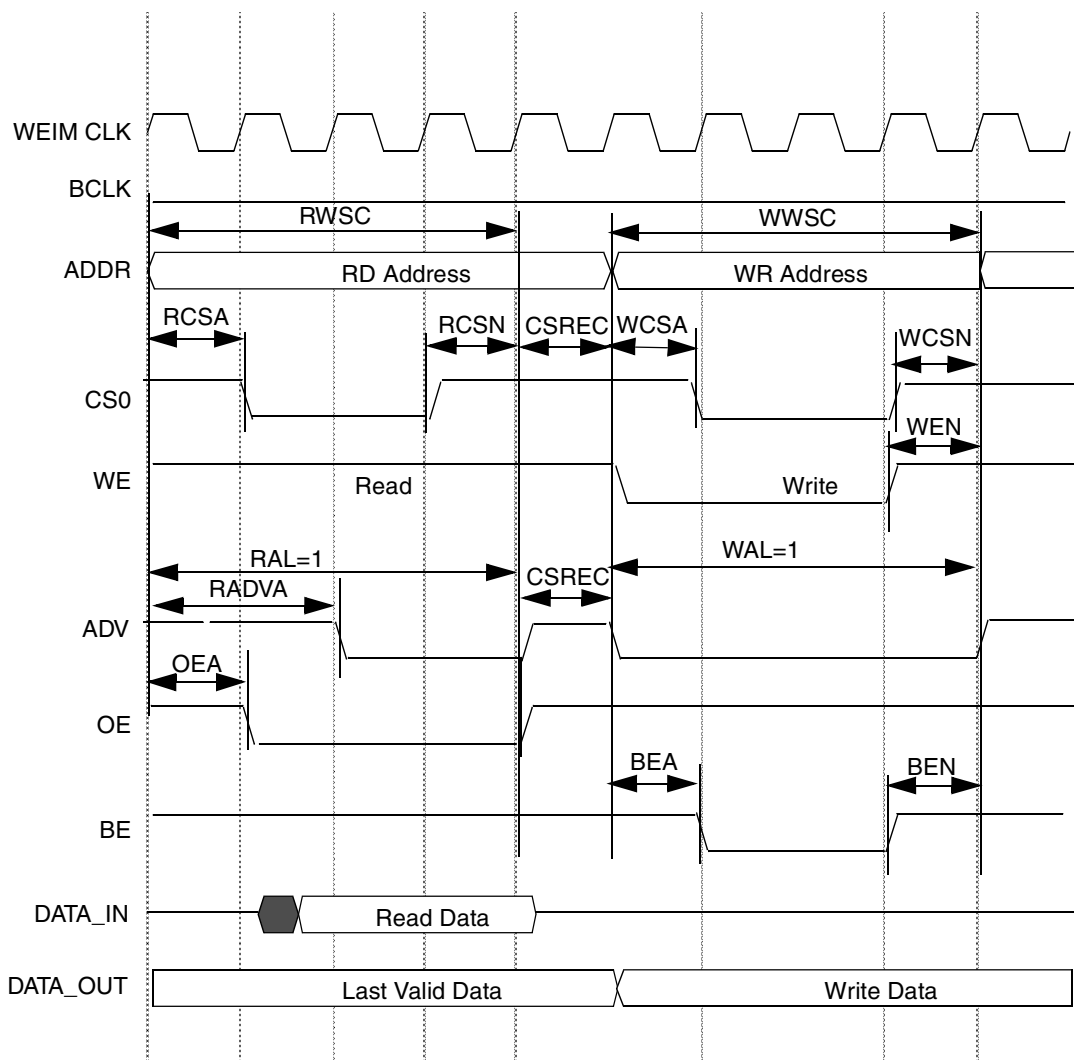 WEIM CLK
BCLK
RWSC
WWSC
ADDR
RD Address
WR Address
RCSA
RCSN
CSREC
WCSA
WCSN
CS0
WEN
WE
Read
Write
RAL=1
WAL=1
RADVA
CSREC
ADV
OEA
OE
BEA
BEN
BE
DATA_IN
Read Data
DATA_OUT
Last Valid Data
Write Data